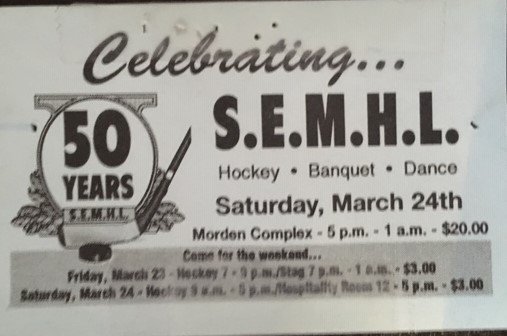 Celebrating...
50
YEARS
S.E.M.H.L.
S.E.M.H.L.
Hockey • Banquet • Dance
Saturday, March 24th
Morden Complex - 5 p.m. - 1 a.m. - $20.00
Come for the weekend...
Friday, March 23 - Hockey 7 - 9 p.m./Stag 7 p.m. - 1 a.m. - $3.00
Saturday, March 24 - Hockey 9 a.m. - 5 p.m./Hospitality Room 12 - 5 p.m. - $3.00